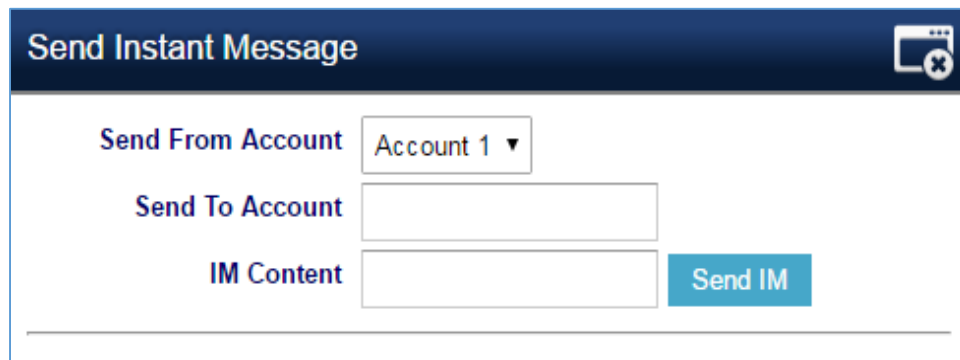 Send Instant Message
Send From Account Account 1
Send To Account
IM Content Send IM